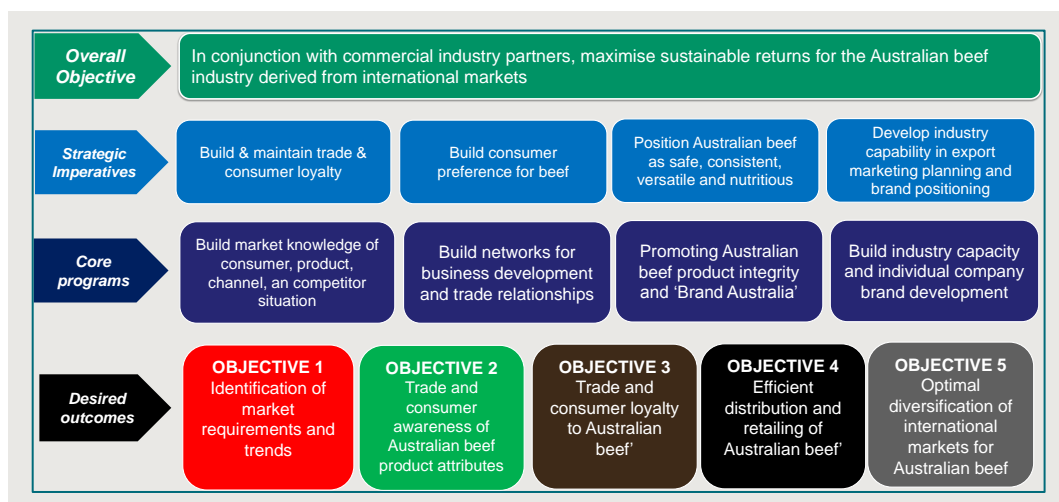 Overall
Objective
In conjunction with commercial industry partners, maximise sustainable returns for the Australian beef
industry derived from international markets
Strategic
Imperatives
Build & maintain trade &
consumer loyalty
Build consumer
preference for beef
Position Australian beef
as safe, consistent,
versatile and nutritious
Develop industry
capability in export
marketing planning and
brand positioning
Core
programs
Build market knowledge of
consumer, product,
channel, an competitor
situation
Build networks for
business development
and trade relationships
Promoting Australian
beef product integrity
and ‘Brand Australia’
Build industry capacity
and individual company
brand development
Desired
outcomes
OBJECTIVE 1
Identification of
market
requirements and
trends
OBJECTIVE 2
Trade and
consumer
awareness of
Australian beef
product attributes
OBJECTIVE 3
Trade and
consumer loyalty
to Australian
beef’
OBJECTIVE 4
Efficient
distribution and
retailing of
Australian beef’
OBJECTIVE 5
Optimal
diversification of
international
markets for
Australian beef